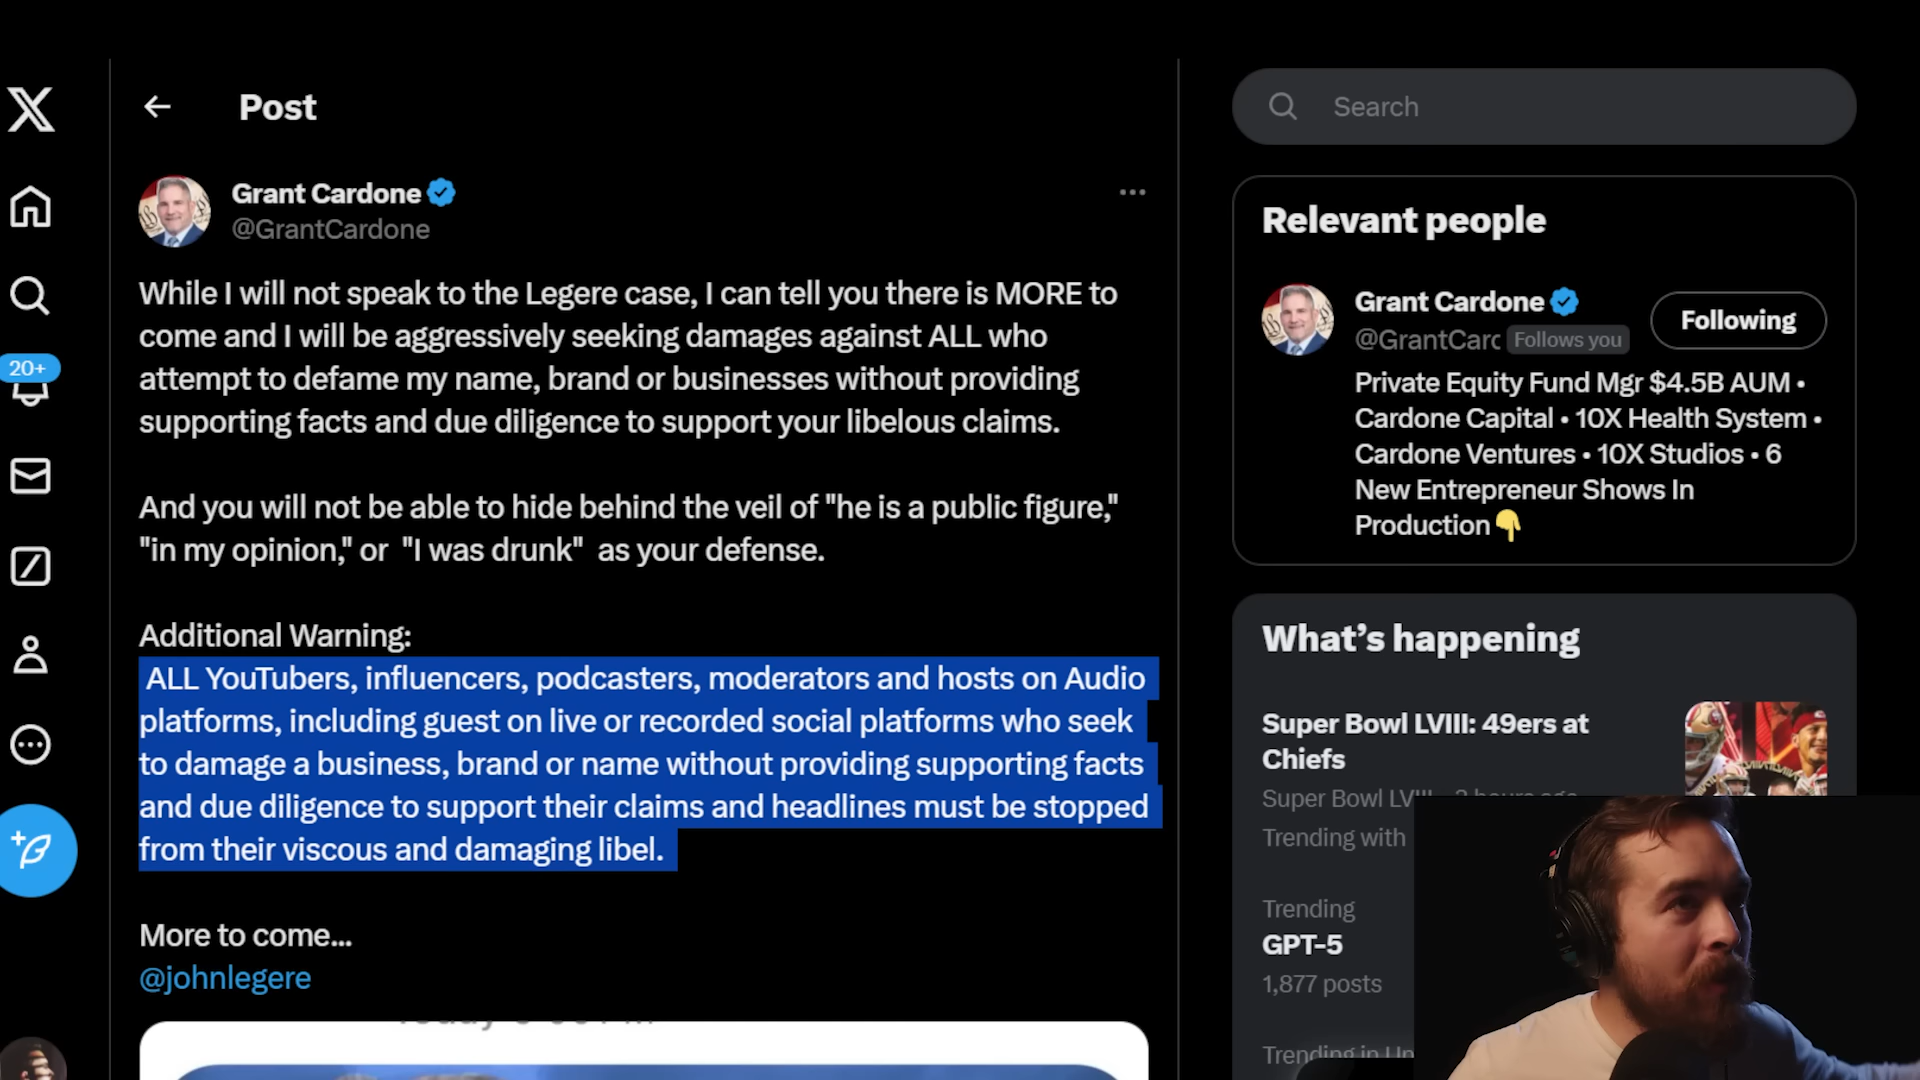 Post
Search
Grant Cardone
@GrantCardone
While I will not speak to the Legere case, I can tell you there is MORE to
come and I will be aggressively seeking damages against ALL who
attempt to defame my name, brand or businesses without providing
supporting facts and due diligence to support your libelous claims.
And you will not be able to hide behind the veil of "he is a public figure,"
"in my opinion," or "I was drunk" as your defense.
Additional Warning:
ALL YouTubers, influencers, podcasters, moderators and hosts on Audio
platforms, including guest on live or recorded social platforms who seek
to damage a business, brand or name without providing supporting facts
and due diligence to support their claims and headlines must be stopped
from their viscous and damaging libel.
More to come...
@johnlegere
20+
Relevant people
Grant Cardone
@GrantCarc Follows you
Following
Private Equity Fund Mgr $4.5B AUM •
Cardone Capital • 10X Health System •
Cardone Ventures • 10X Studios • 6
New Entrepreneur Shows In
Production👇
What's happening
Super Bowl LVIII: 49ers at
Chiefs
Super Bowl
Trending with
Trending
GPT-5
1,877 posts
Trending in